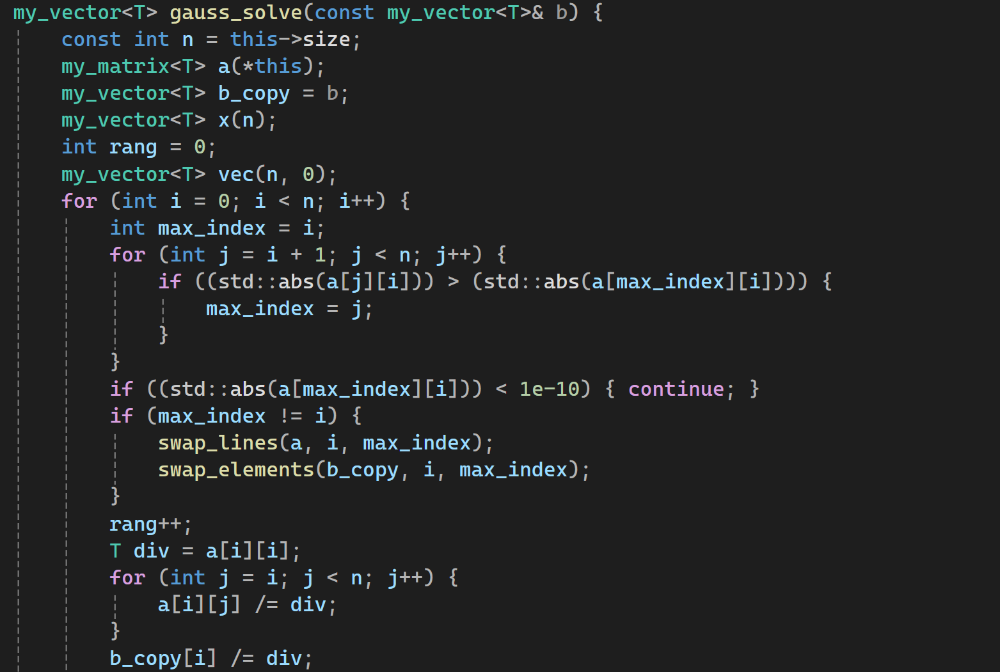 my_vector<T> gauss_solve(const my_vector<T>& b) {
    const int n = this->size;
    my_matrix<T> a(*this);
    my_vector<T> b_copy = b;
    my_vector<T> x(n);
    int rang = 0;
    my_vector<T> vec(n, 0);
    for (int i = 0; i < n; i++) {
        int max_index = i;
        for (int j = i + 1; j < n; j++) {
            if ((std::abs(a[j][i])) > (std::abs(a[max_index][i]))) {
                max_index = j;
            }
        }
        if ((std::abs(a[max_index][i])) < 1e-10) { continue; }
        if (max_index != i) {
            swap_lines(a, i, max_index);
            swap_elements(b_copy, i, max_index);
        }
        rang++;
        T div = a[i][i];
        for (int j = i; j < n; j++) {
            a[i][j] /= div;
        }
        b_copy[i] /= div;